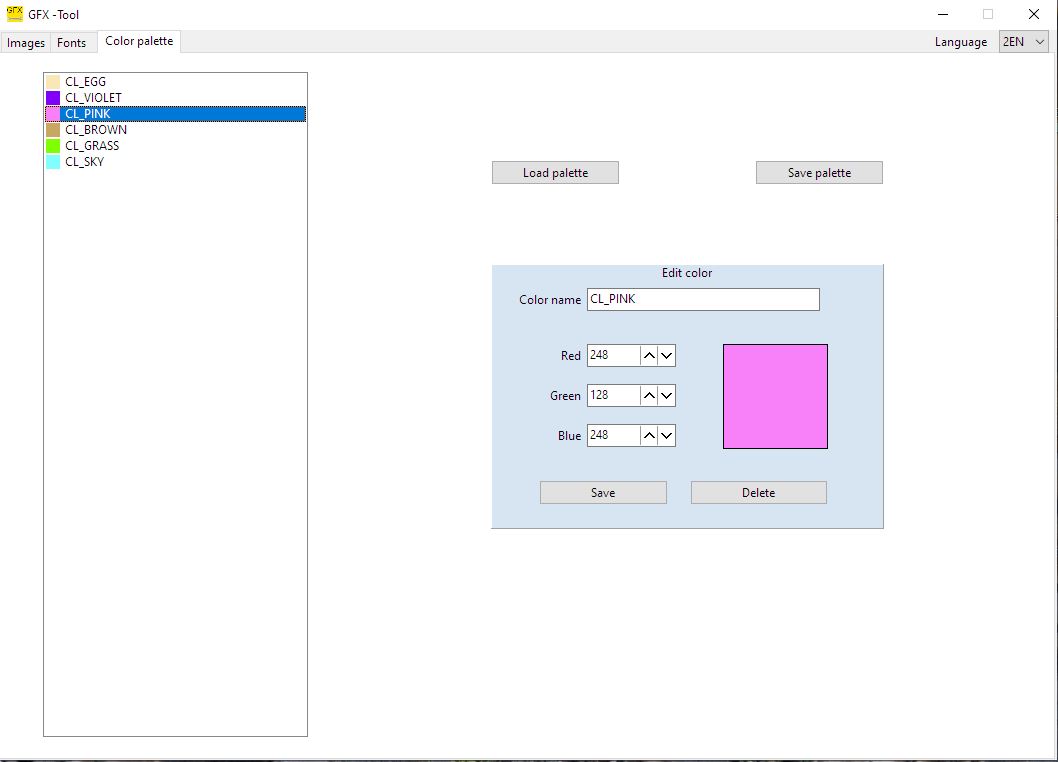 GFX
GFX -Tool
Images Fonts Color palette Language 2EN
CL_EGG
CL_VIOLET
CL_PINK
CL_BROWN
CL_GRASS
CL_SKY
Load palette Save palette
Edit color
Color name CL_PINK
Red 248
Green 128
Blue 248
Save Delete